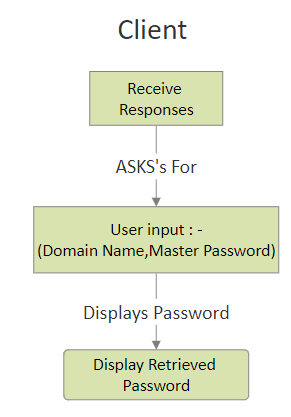 Client
Receive
Responses
ASKS's For
User input : -
(Domain Name,Master Password)
Displays Password
Display Retrieved
Password